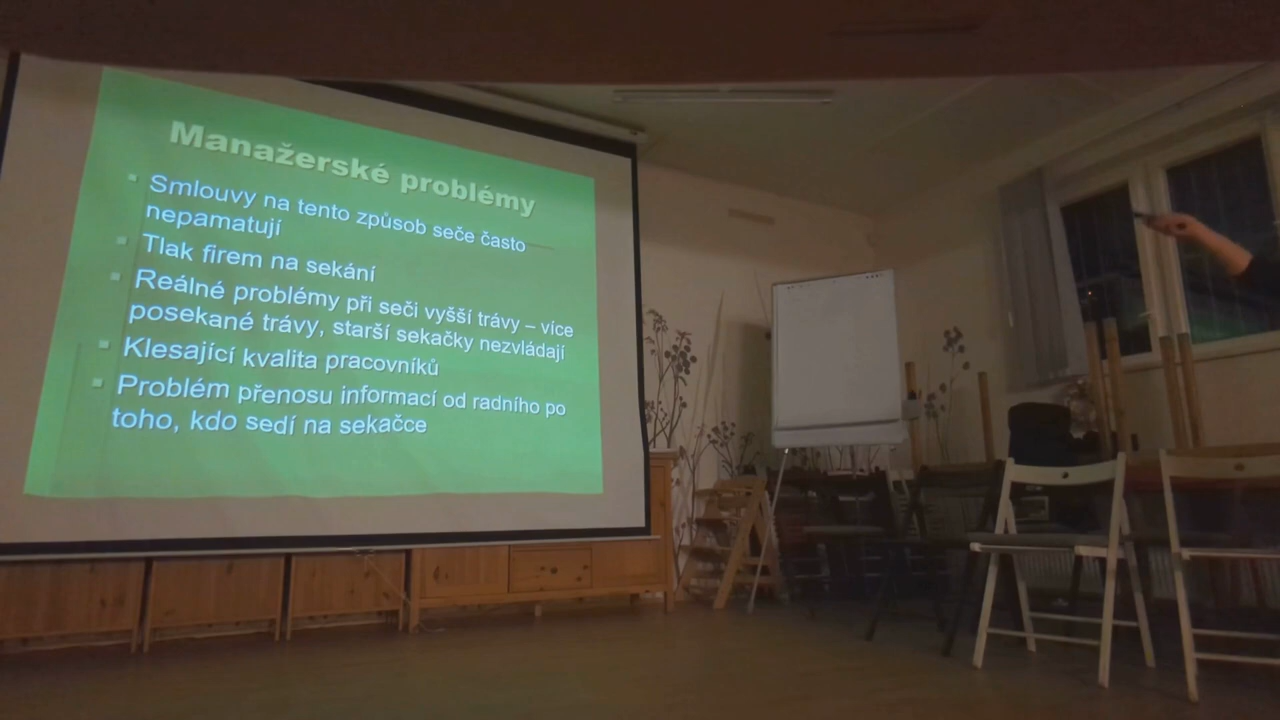 Manažerské problémy
Smlouvy na tento způsob seče často
nepamatují
Tlak firem na sekání
Reálné problémy při seči vyšší trávy – více
posekané trávy, starší sekačky nezvládají
Klesající kvalita pracovníků
Problém přenosu informací od radního po
toho, kdo sedí na sekačce